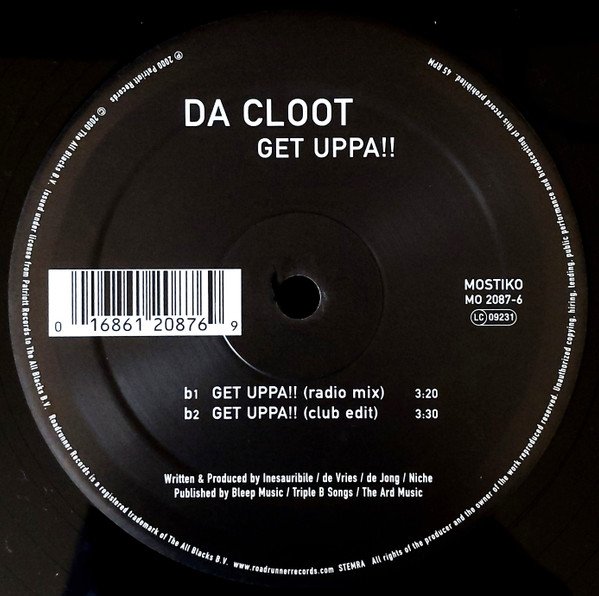 DA CLOOT
GET UPPA!!
MOSTIKO
MO 2087-6
LC 09231
0 16861 20876 9
b1 GET UPPA!! (radio mix) 3:20
b2 GET UPPA!! (club edit) 3:30
Written & Produced by Inesauribile / de Vries / de Jong / Niche
Published by Bleep Music / Triple B Songs / The Ard Music
℗ 2000 Patriott Records © 2000 The All Blacks B.V. issued under license from Patriott Records to The All Blacks B.V. Roadrunner Records is a registered trademark of The All Blacks B.V. www.roadrunnerrecords.com STEMRA All rights of the producer and the owner of the work reproduced reserved. Unauthorized copying, hiring, lending, public performance and broadcasting of this record prohibited. 45 RPM